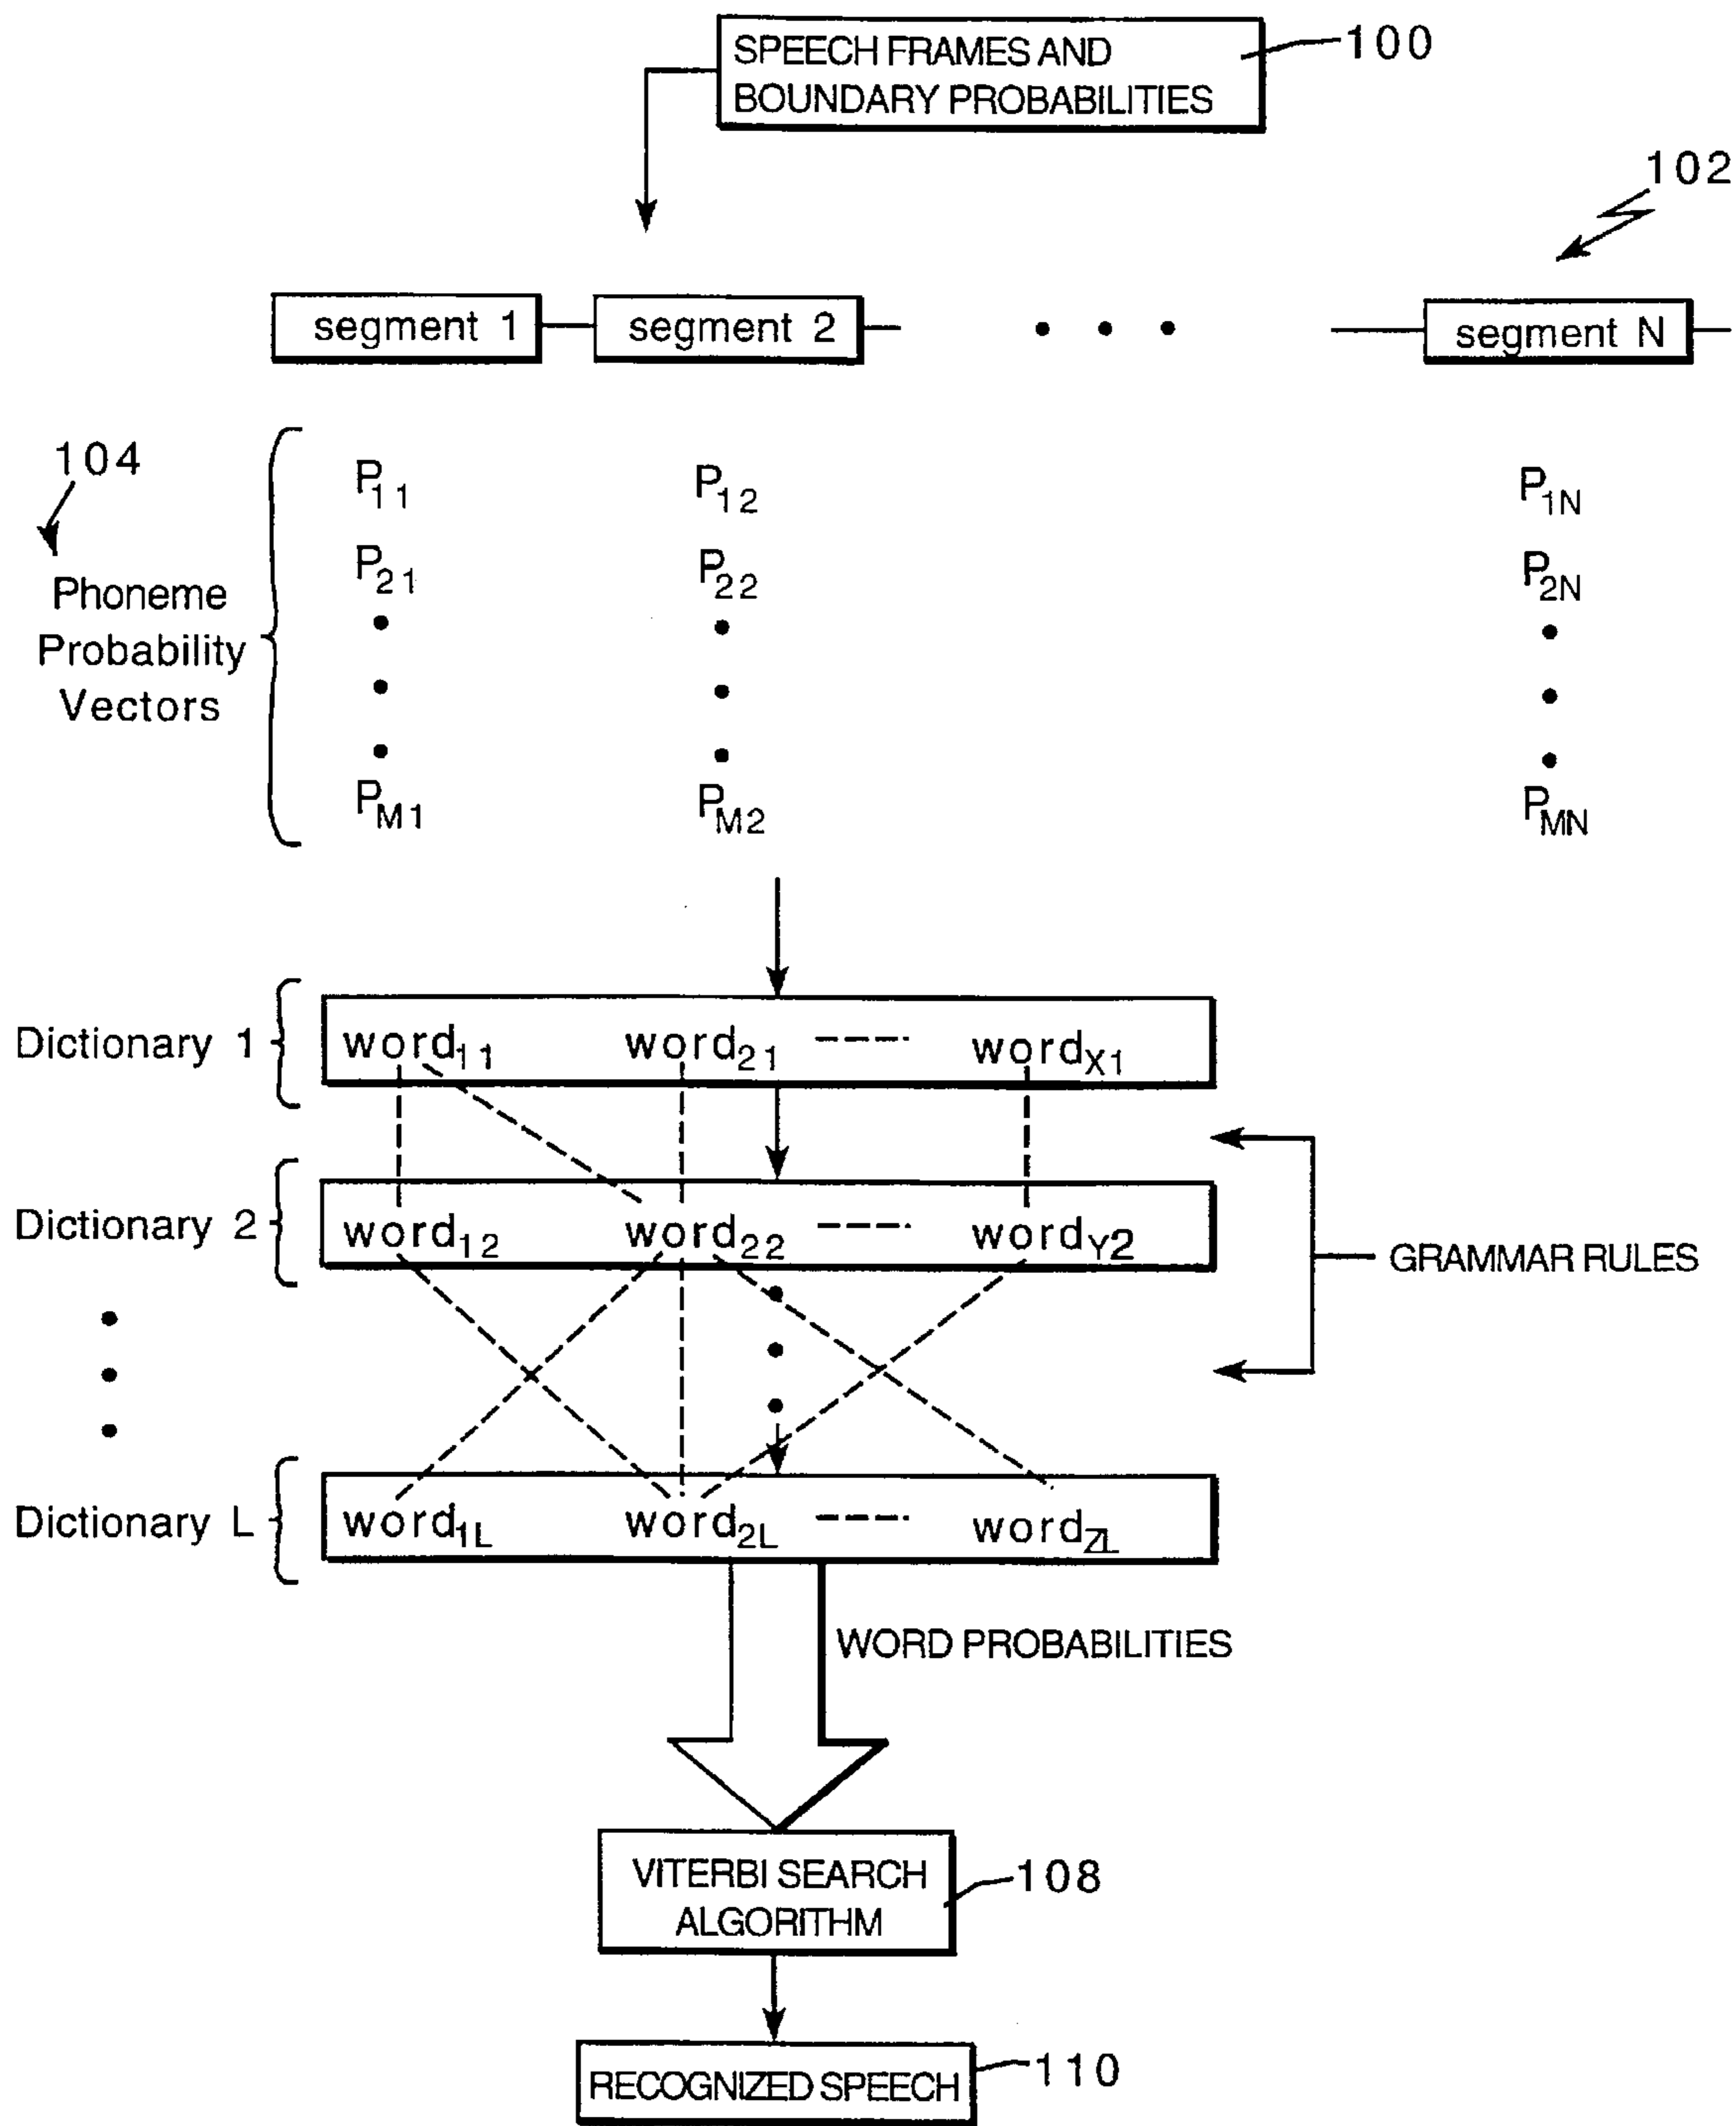 SPEECH FRAMES AND
BOUNDARY PROBABILITIES
100
102
segment 1 segment 2 • • • segment N
104
Phoneme
Probability
Vectors
P11 P12 P1N
P21 P22 P2N
PM1 PM2 PMN
Dictionary 1 word11 word21 ---- wordX1
Dictionary 2 word12 word22 ---- wordY2
GRAMMAR RULES
Dictionary L word1L word2L ---- wordZL
WORD PROBABILITIES
VITERBI SEARCH
ALGORITHM
108
RECOGNIZED SPEECH
110